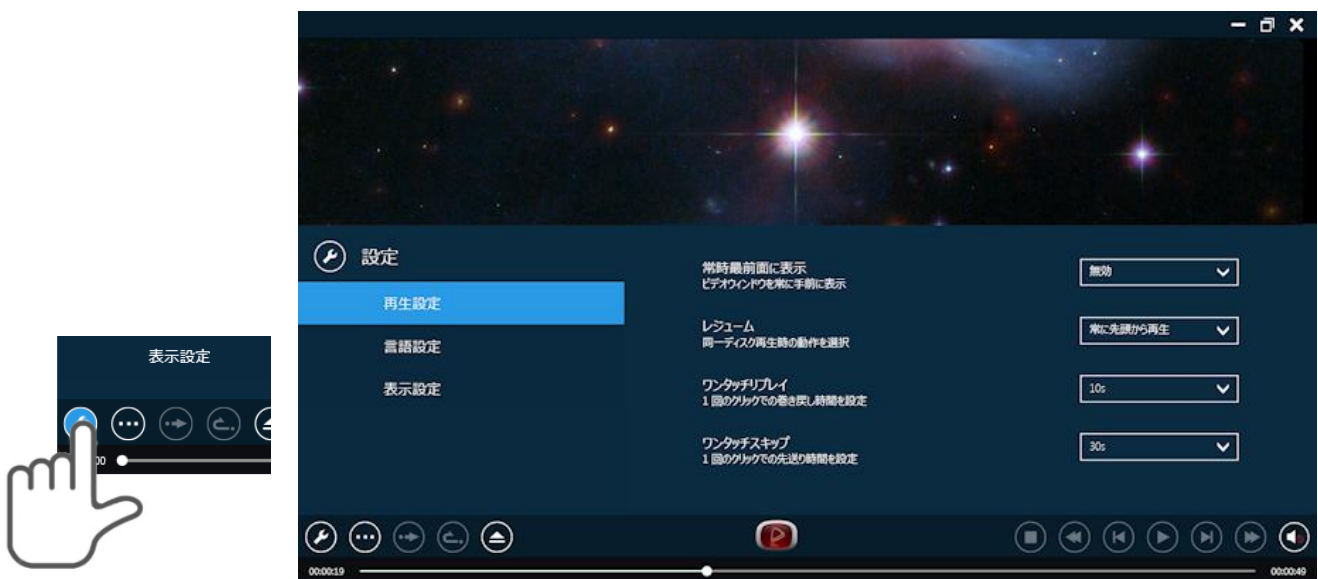 設定
再生設定
言語設定
表示設定
常時最前面に表示
ビデオウィンドウを常に手前に表示
無効
レジューム
同一ディスク再生時の動作を選択
常に先頭から再生
ワンタッチリプレイ
1回のクリックでの巻き戻し時間を設定
10s
ワンタッチスキップ
1回のクリックでの先送り時間を設定
30s
表示設定
00
00:00:19
00:00:49